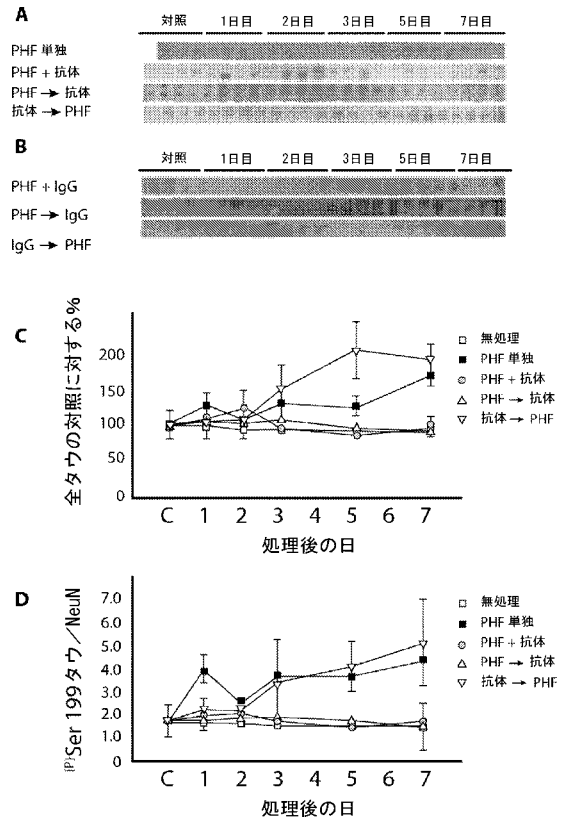 A
対照 1日目 2日目 3日目 5日目 7日目
PHF 単独
PHF + 抗体
PHF → 抗体
抗体 → PHF
B
対照 1日目 2日目 3日目 5日目 7日目
PHF + IgG
PHF → IgG
IgG → PHF
C
全タウの対照に対する%
200
150
100
50
0
C 1 2 3 4 5 6 7
処理後の日
無処理
PHF 単独
PHF + 抗体
PHF → 抗体
抗体 → PHF
D
[P]Ser 199タウ/NeuN
7.0
6.0
5.0
4.0
3.0
2.0
1.0
0
C 1 2 3 4 5 6 7
処理後の日
無処理
PHF 単独
PHF + 抗体
PHF → 抗体
抗体 → PHF